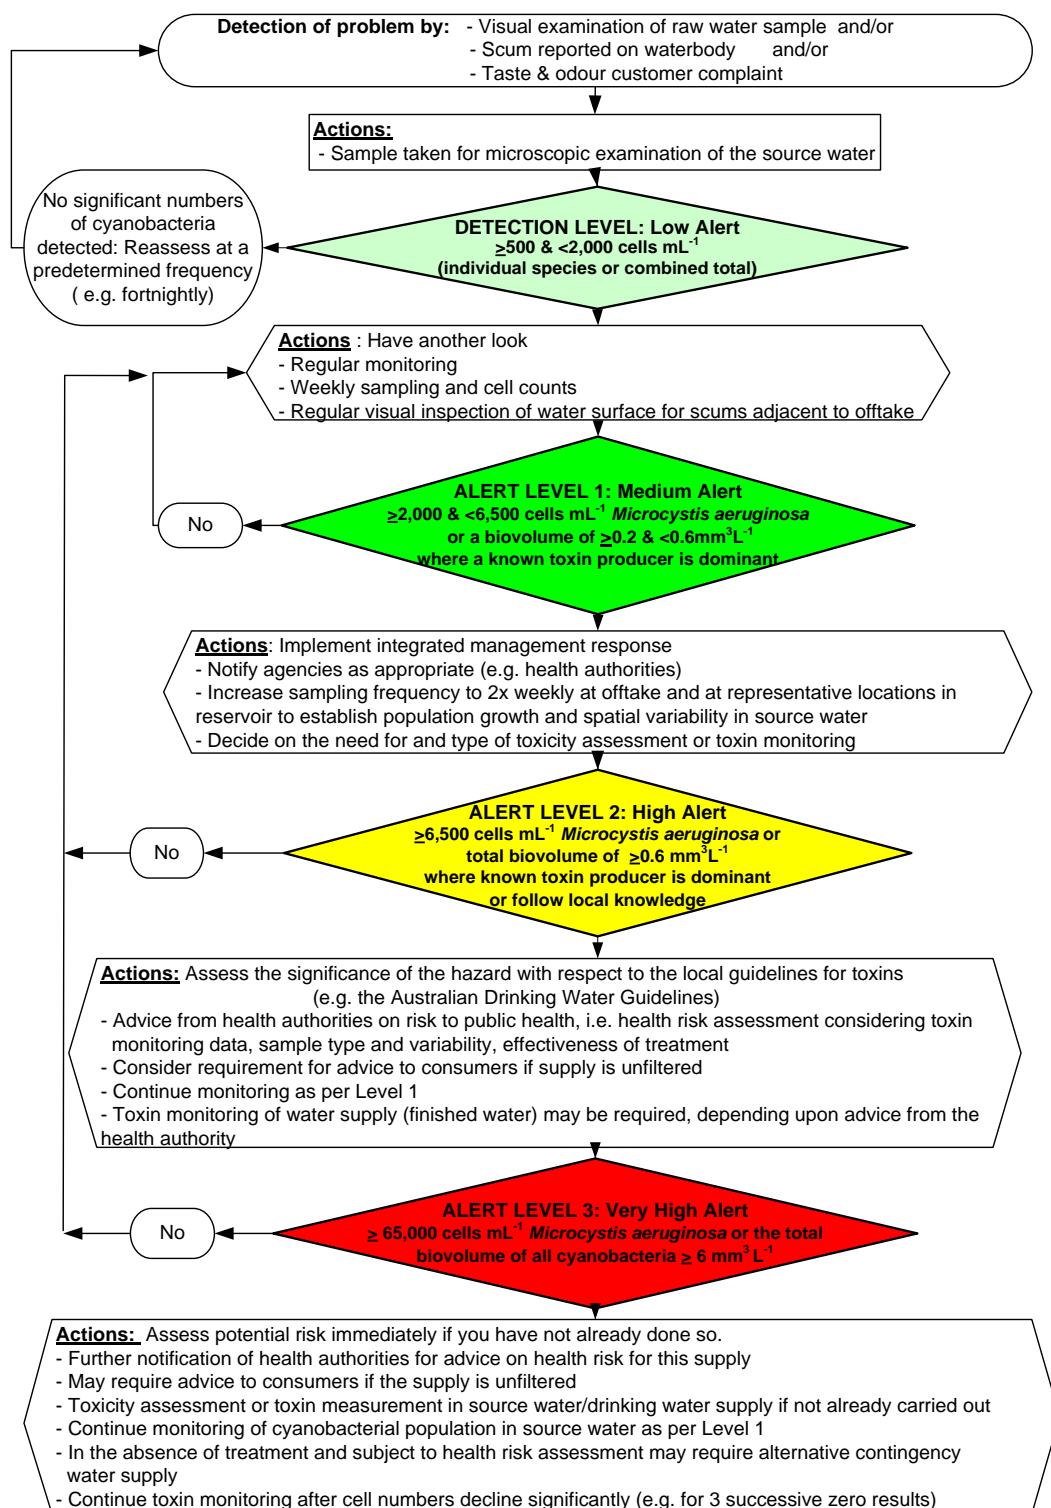 Detection of problem by: - Visual examination of raw water sample and/or
- Scum reported on waterbody and/or
- Taste & odour customer complaint
Actions:
- Sample taken for microscopic examination of the source water
No significant numbers
of cyanobacteria
detected: Reassess at a
predetermined frequency
( e.g. fortnightly)
DETECTION LEVEL: Low Alert
≥500 & <2,000 cells mL⁻¹
(individual species or combined total)
Actions : Have another look
- Regular monitoring
- Weekly sampling and cell counts
- Regular visual inspection of water surface for scums adjacent to offtake
No
ALERT LEVEL 1: Medium Alert
≥2,000 & <6,500 cells mL⁻¹ Microcystis aeruginosa
or a biovolume of ≥0.2 & <0.6mm³L⁻¹
where a known toxin producer is dominant
Actions: Implement integrated management response
- Notify agencies as appropriate (e.g. health authorities)
- Increase sampling frequency to 2x weekly at offtake and at representative locations in
reservoir to establish population growth and spatial variability in source water
- Decide on the need for and type of toxicity assessment or toxin monitoring
No
ALERT LEVEL 2: High Alert
≥6,500 cells mL⁻¹ Microcystis aeruginosa or
total biovolume of ≥0.6 mm³L⁻¹
where known toxin producer is dominant
or follow local knowledge
Actions: Assess the significance of the hazard with respect to the local guidelines for toxins
(e.g. the Australian Drinking Water Guidelines)
- Advice from health authorities on risk to public health, i.e. health risk assessment considering toxin
monitoring data, sample type and variability, effectiveness of treatment
- Consider requirement for advice to consumers if supply is unfiltered
- Continue monitoring as per Level 1
- Toxin monitoring of water supply (finished water) may be required, depending upon advice from the
health authority
No
ALERT LEVEL 3: Very High Alert
≥ 65,000 cells mL⁻¹ Microcystis aeruginosa or the total
biovolume of all cyanobacteria ≥ 6 mm³ L⁻¹
Actions: Assess potential risk immediately if you have not already done so.
- Further notification of health authorities for advice on health risk for this supply
- May require advice to consumers if the supply is unfiltered
- Toxicity assessment or toxin measurement in source water/drinking water supply if not already carried out
- Continue monitoring of cyanobacterial population in source water as per Level 1
- In the absence of treatment and subject to health risk assessment may require alternative contingency
water supply
- Continue toxin monitoring after cell numbers decline significantly (e.g. for 3 successive zero results)